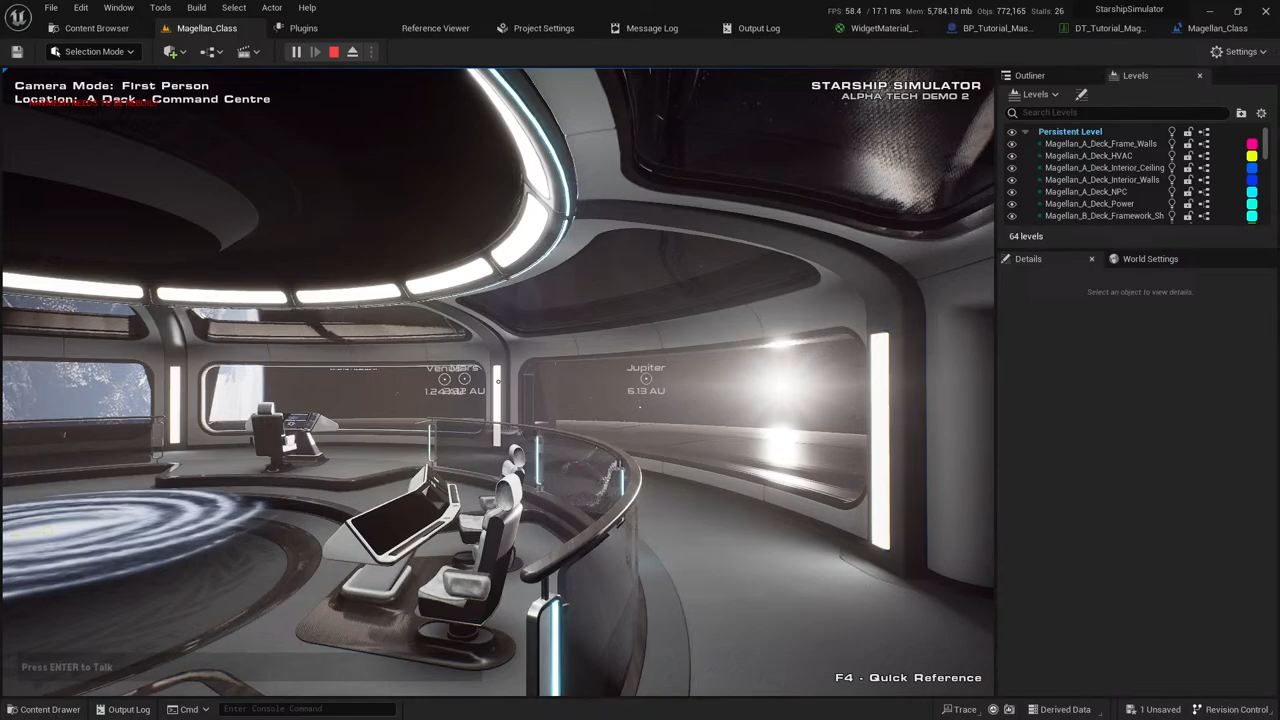 File Edit Window Tools Build Select Actor Help
FPS: 58.4 / 17.1 ms Mem: 5,784.18 mb Objs: 772,165 Stalls: 26
StarshipSimulator
Content Browser
Magellan_Class
Plugins
Reference Viewer
Project Settings
Message Log
Output Log
WidgetMaterial_...
BP_Tutorial_Mas...
DT_Tutorial_Mag...
Magellan_Class
Selection Mode
Settings
Camera Mode: First Person
Location: A Deck - Command Centre
STARSHIP SIMULATOR
ALPHA TECH DEMO 2
Jupiter
6.13 AU
Press ENTER to Talk
F4 - Quick Reference
Outliner
Levels
Levels
Search Levels
Persistent Level
Magellan_A_Deck_Frame_Walls
Magellan_A_Deck_HVAC
Magellan_A_Deck_Interior_Ceiling
Magellan_A_Deck_Interior_Walls
Magellan_A_Deck_NPC
Magellan_A_Deck_Power
Magellan_B_Deck_Framework_Sh
64 levels
Details
World Settings
Select an object to view details.
Content Drawer
Output Log
Cmd
Enter Console Command
Trace
Derived Data
1 Unsaved
Revision Control